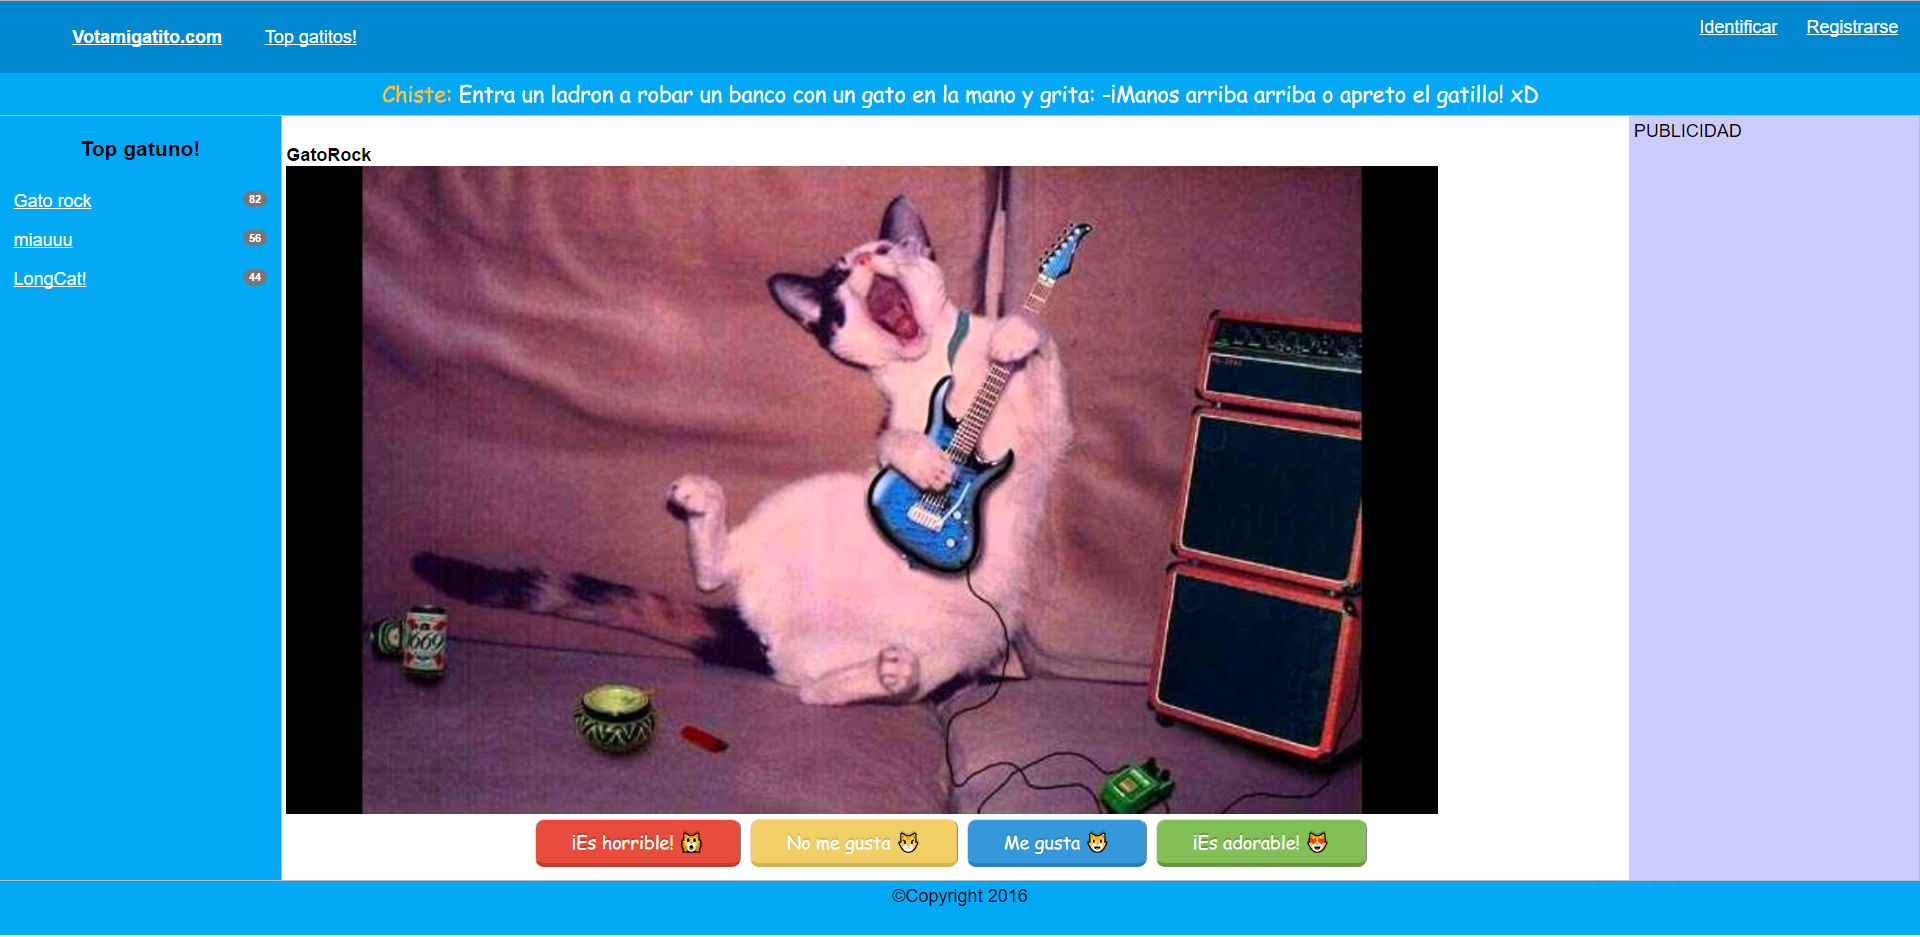 Votamigatito.com
Top gatitos!
Identificar
Registrarse
Chiste: Entra un ladron a robar un banco con un gato en la mano y grita: -¡Manos arriba arriba o apreto el gatillo! xD
Top gatuno!
Gato rock 82
miauuu 56
LongCat! 44
GatoRock
1669
PUBLICIDAD
¡Es horrible!
No me gusta
Me gusta
¡Es adorable!
©Copyright 2016